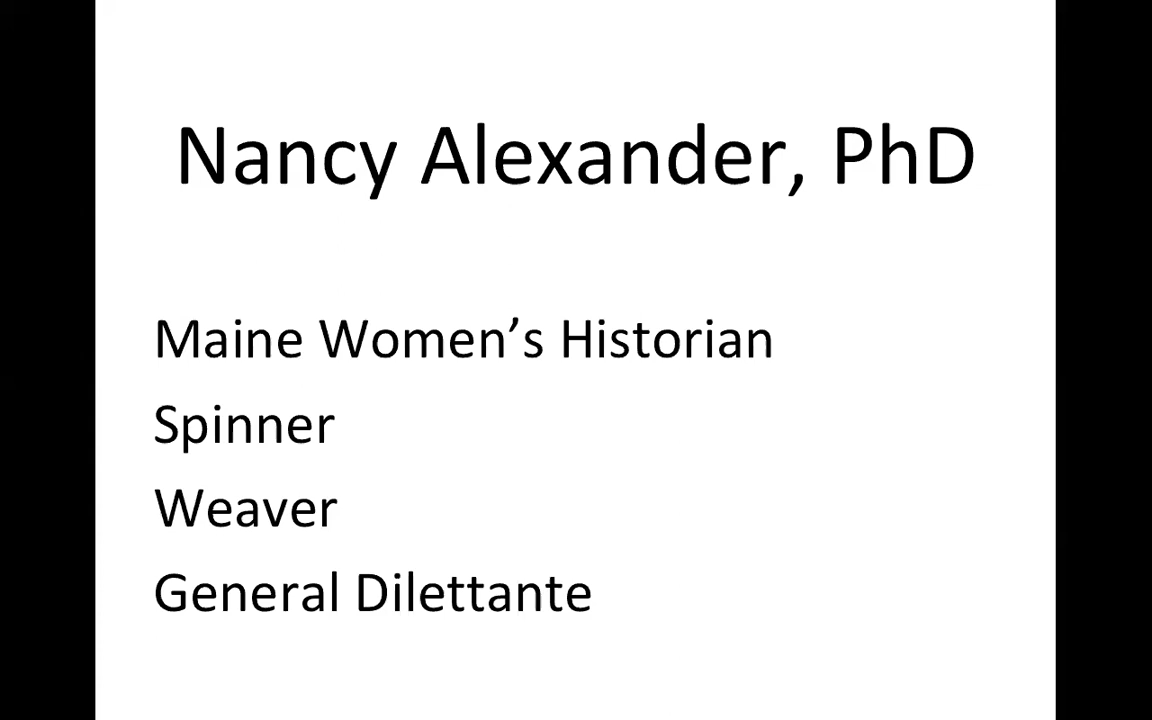 Nancy Alexander, PhD
Maine Women’s Historian
Spinner
Weaver
General Dilettante